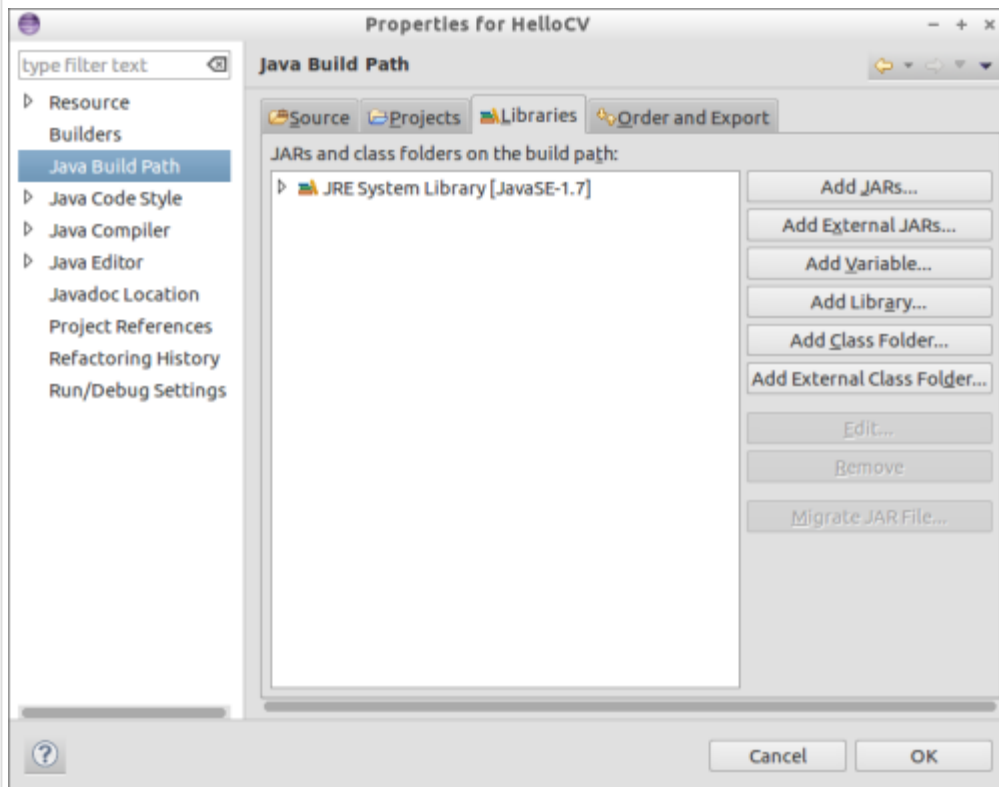 Properties for HelloCV
type filter text
Java Build Path
Resource
Builders
Java Build Path
Java Code Style
Java Compiler
Java Editor
Javadoc Location
Project References
Refactoring History
Run/Debug Settings
Source
Projects
Libraries
Order and Export
JARs and class folders on the build path:
JRE System Library [JavaSE-1.7]
Add JARs...
Add External JARs...
Add Variable...
Add Library...
Add Class Folder...
Add External Class Folder...
Edit...
Remove
Migrate JAR File...
?
Cancel
OK